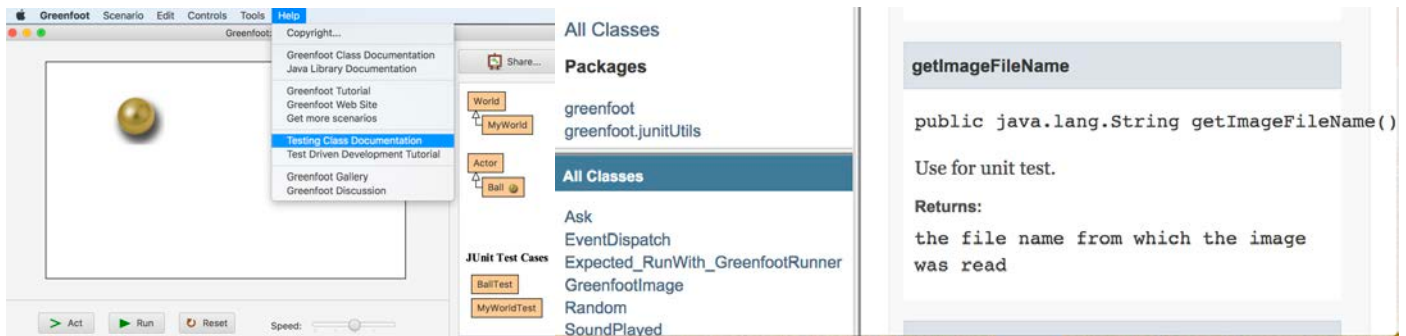 Greenfoot Scenario Edit Controls Tools Help
Greenfoot:
Copyright...
Greenfoot Class Documentation
Java Library Documentation
Greenfoot Tutorial
Greenfoot Web Site
Get more scenarios
Testing Class Documentation
Test Driven Development Tutorial
Greenfoot Gallery
Greenfoot Discussion
Share...
World
MyWorld
Actor
Ball
JUnit Test Cases
BallTest
MyWorldTest
> Act
Run
Reset
Speed:
All Classes
Packages
greenfoot
greenfoot.junitUtils
All Classes
Ask
EventDispatch
Expected_RunWith_GreenfootRunner
GreenfootImage
Random
SoundPlayed
getImageFileName
public java.lang.String getImageFileName()
Use for unit test.
Returns:
the file name from which the image
was read